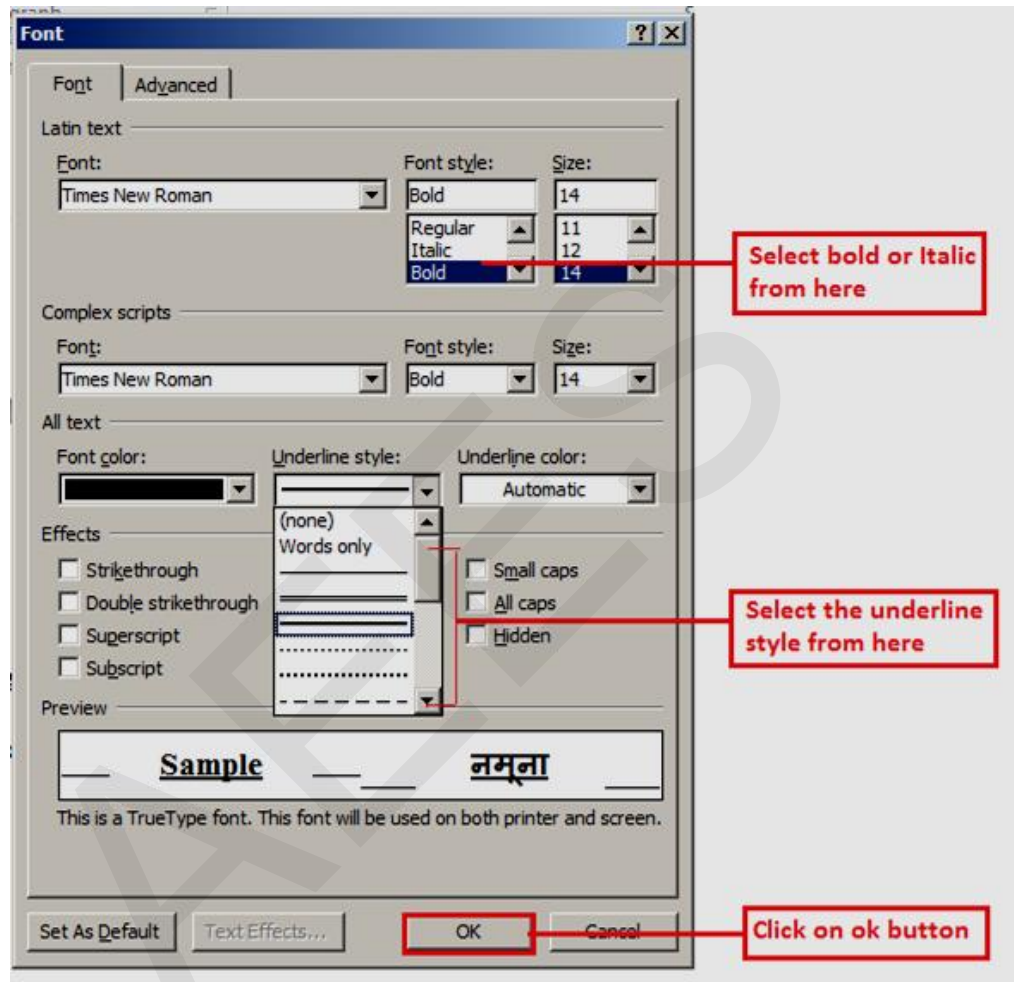 Font
Font Advanced
Latin text
Font: Font style: Size:
Times New Roman Bold 14
Regular 11
Italic 12
Bold 14
Select bold or Italic
from here
Complex scripts
Font: Font style: Size:
Times New Roman Bold 14
All text
Font color: Underline style: Underline color:
Automatic
(none)
Words only
Effects
Strikethrough Small caps
Double strikethrough All caps
Superscript Hidden
Subscript
Select the underline
style from here
Preview
Sample नमूना
This is a TrueType font. This font will be used on both printer and screen.
Set As Default Text Effects... OK Cancel
Click on ok button